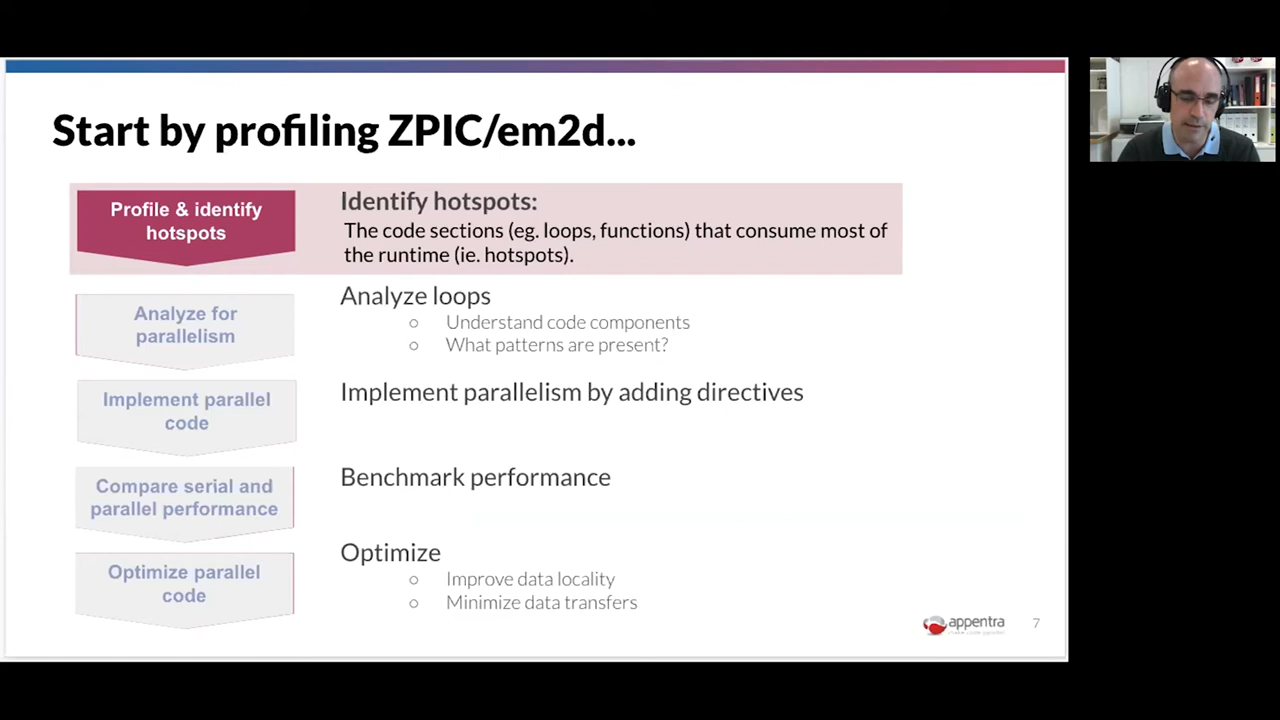 Start by profiling ZPIC/em2d...
Profile & identify
hotspots
Identify hotspots:
The code sections (eg. loops, functions) that consume most of
the runtime (ie. hotspots).
Analyze for
parallelism
Analyze loops
○ Understand code components
○ What patterns are present?
Implement parallel
code
Implement parallelism by adding directives
Compare serial and
parallel performance
Benchmark performance
Optimize parallel
code
Optimize
○ Improve data locality
○ Minimize data transfers
appentra
7